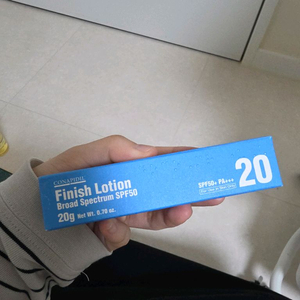 Finish Lotion
Broad Spectrum SPF50
20g Net Wt. 0.70 oz.
SPF50+ PA+++
20